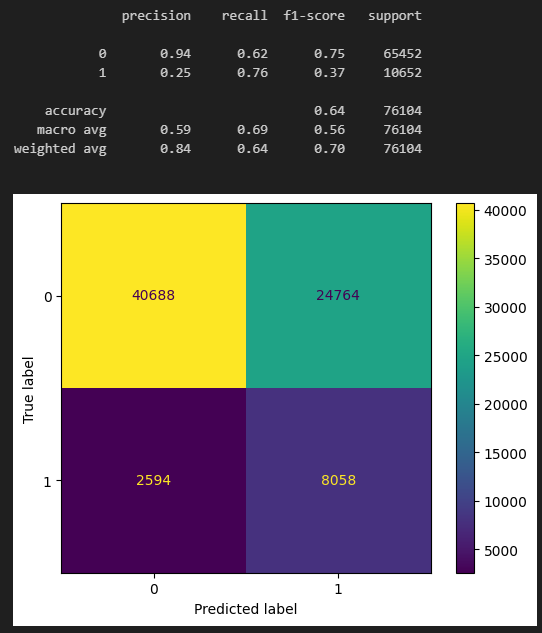 precision recall f1-score support
0 0.94 0.62 0.75 65452
1 0.25 0.76 0.37 10652
accuracy 0.64 76104
macro avg 0.59 0.69 0.56 76104
weighted avg 0.84 0.64 0.70 76104
40000
35000
30000
25000
20000
15000
10000
5000
0
40688 24764
True label
1
2594 8058
0 1
Predicted label